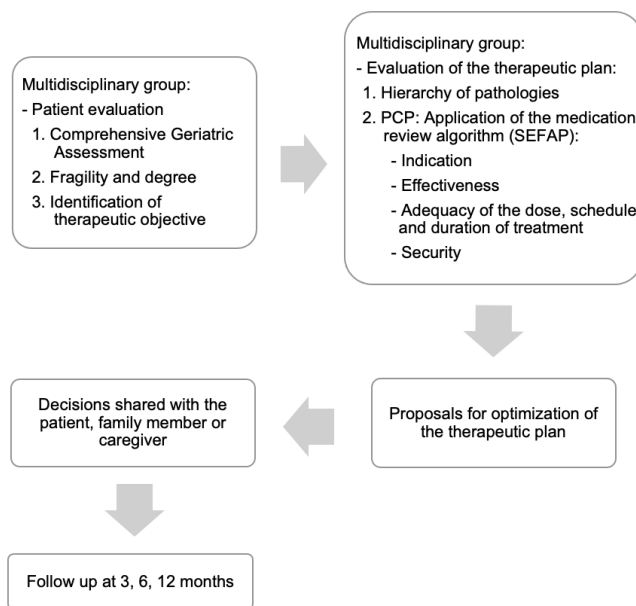 Multidisciplinary group:
- Patient evaluation
1. Comprehensive Geriatric
Assessment
2. Fragility and degree
3. Identification of
therapeutic objective
Multidisciplinary group:
- Evaluation of the therapeutic plan:
1. Hierarchy of pathologies
2. PCP: Application of the medication
review algorithm (SEFAP):
- Indication
- Effectiveness
- Adequacy of the dose, schedule
and duration of treatment
- Security
Proposals for optimization of
the therapeutic plan
Decisions shared with the
patient, family member or
caregiver
Follow up at 3, 6, 12 months